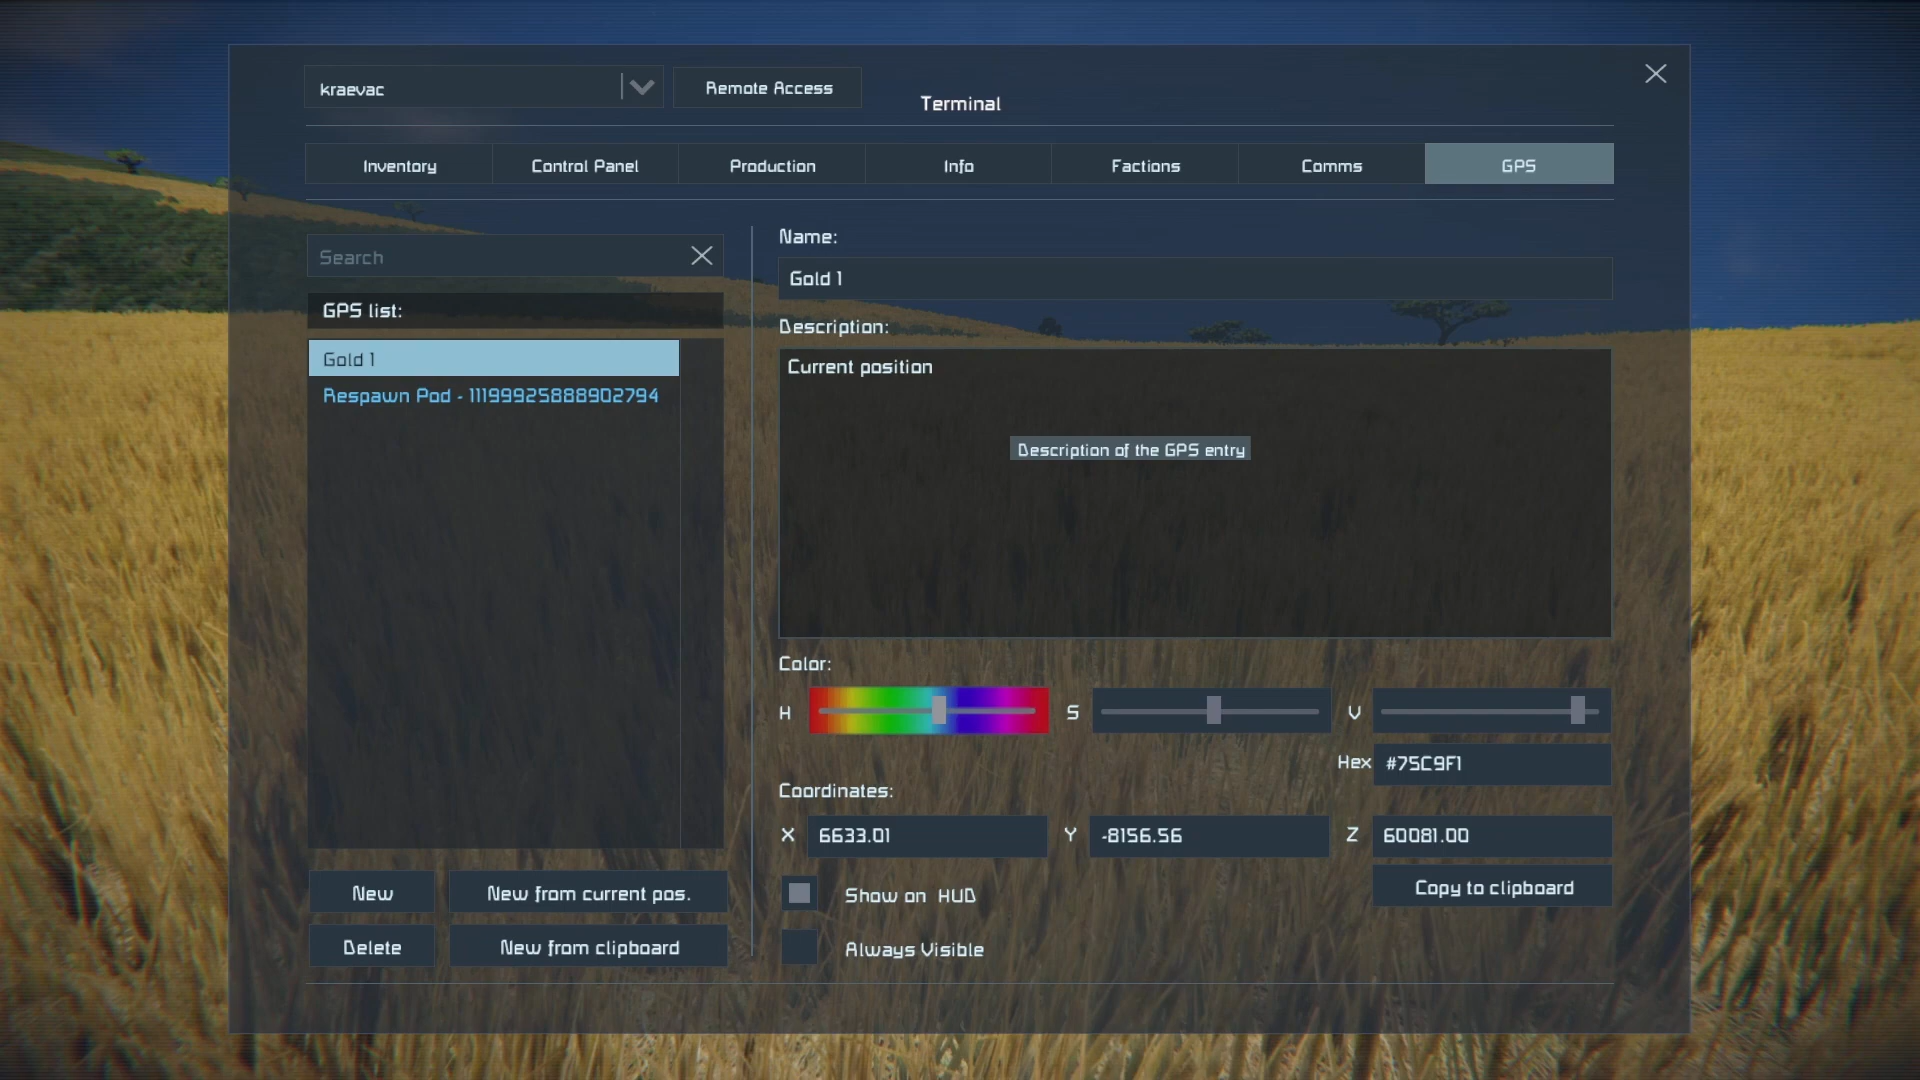 kraevac
Remote Access
Terminal
Inventory
Control Panel
Production
Info
Factions
Comms
GPS
Search
GPS list:
Gold 1
Respawn Pod - 111999258889027​94
New
New from current pos.
Delete
New from clipboard
Name:
Gold 1
Description:
Current position
Description of the GPS entry
Color:
H
S
V
Hex #75C9F1
Coordinates:
X 6633.01 Y -8156.56 Z 60081.00
Copy to clipboard
Show on HUD
Always Visible